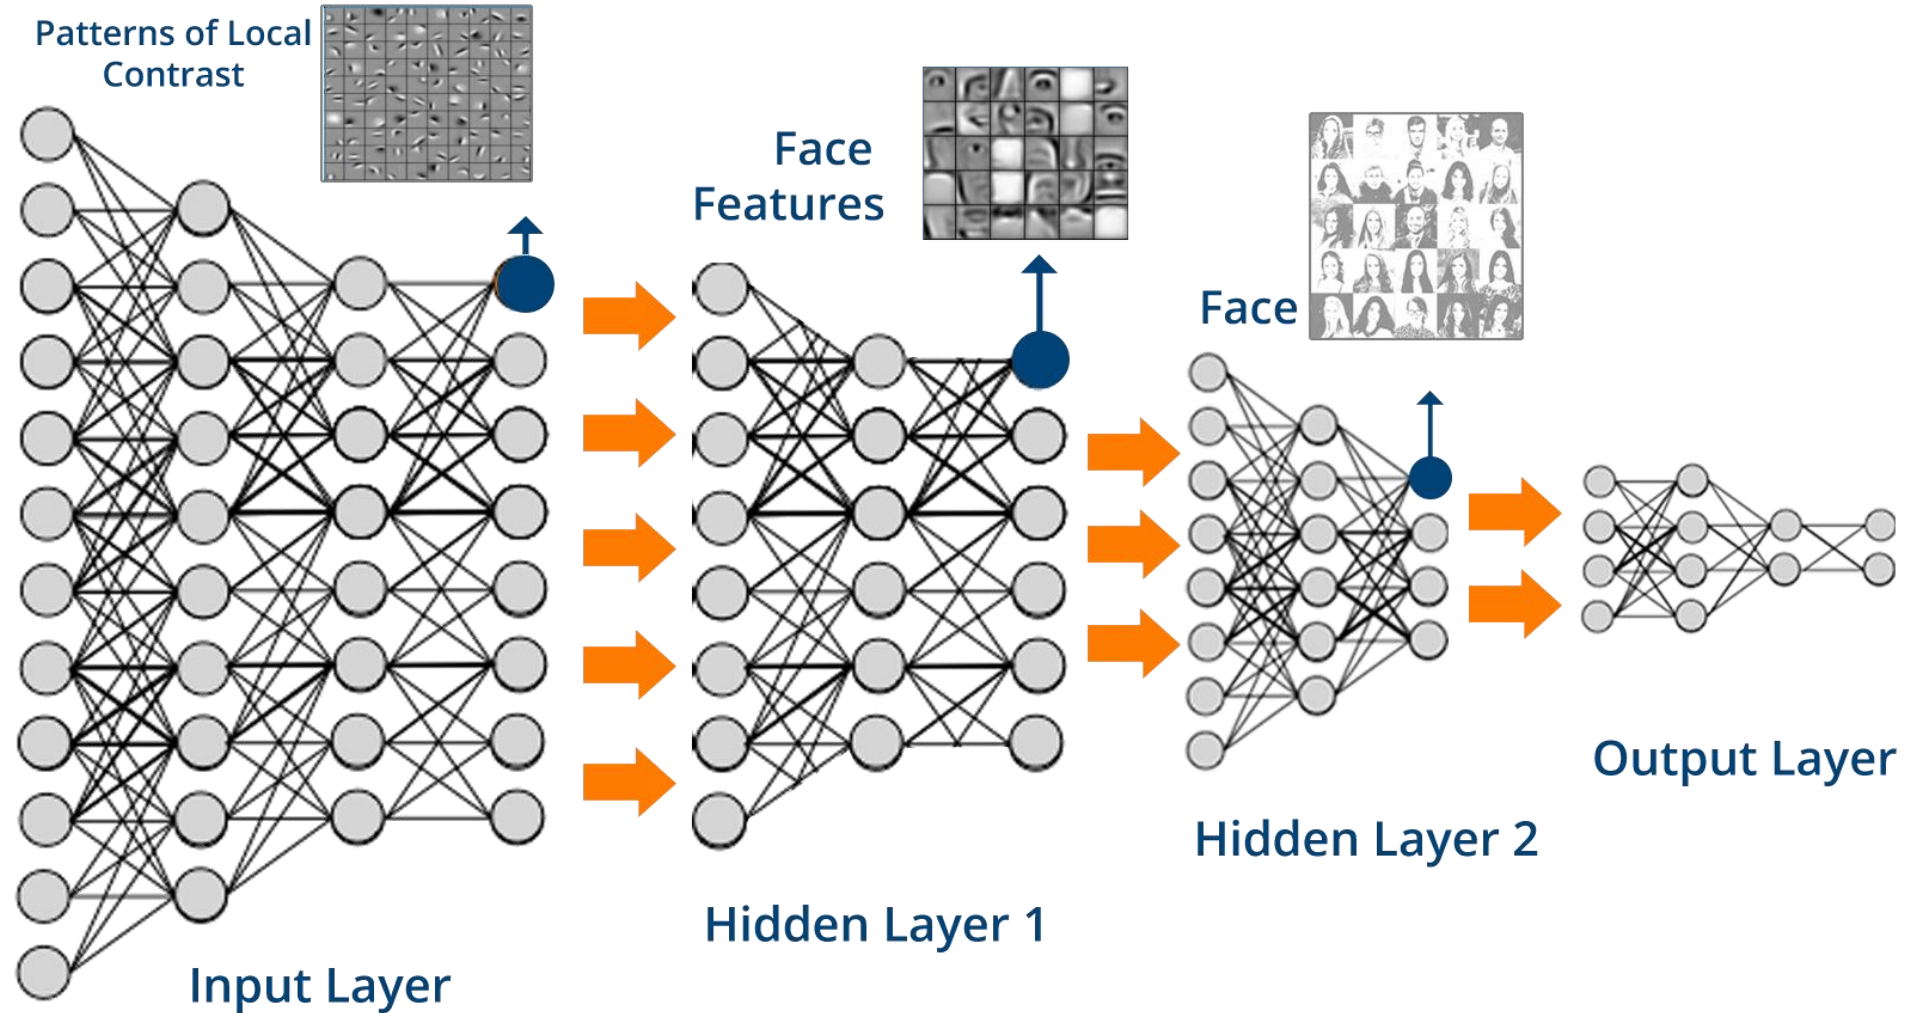 Patterns of Local
Contrast
Face
Features
Face
Input Layer
Hidden Layer 1
Hidden Layer 2
Output Layer